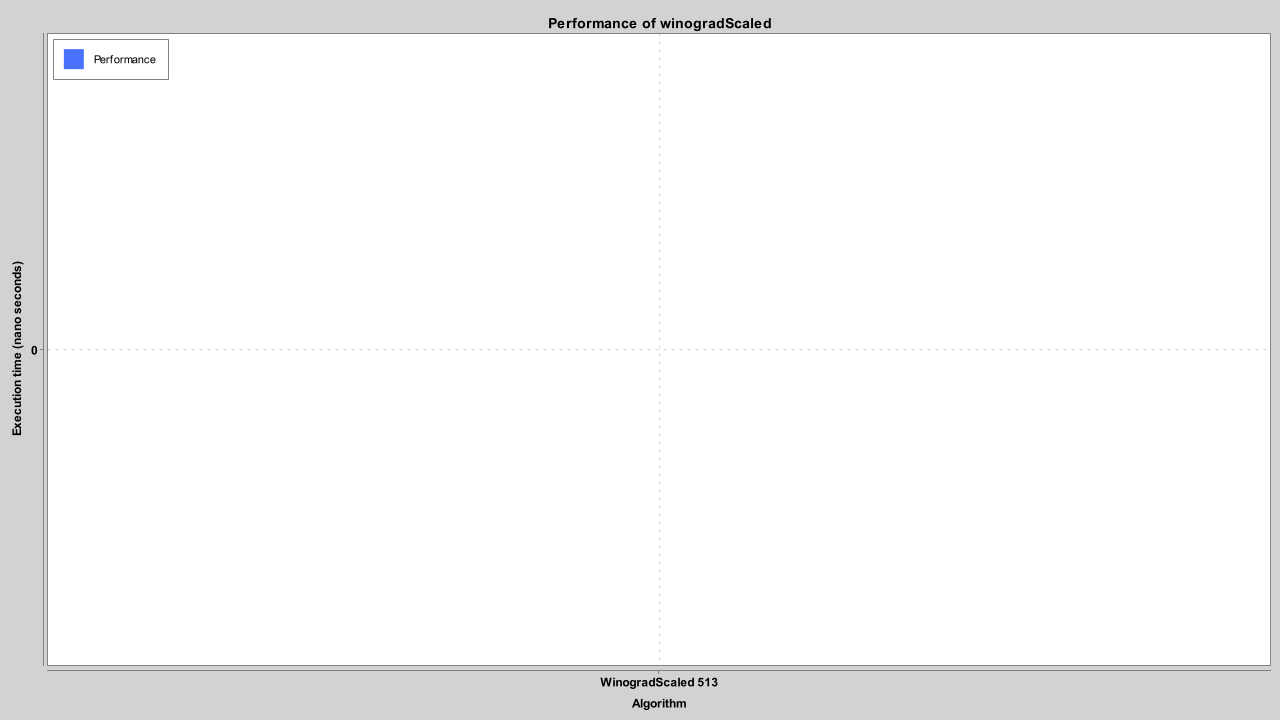 Performance of winogradScaled
Performance
Execution time (nano seconds)
0
WinogradScaled 513
Algorithm